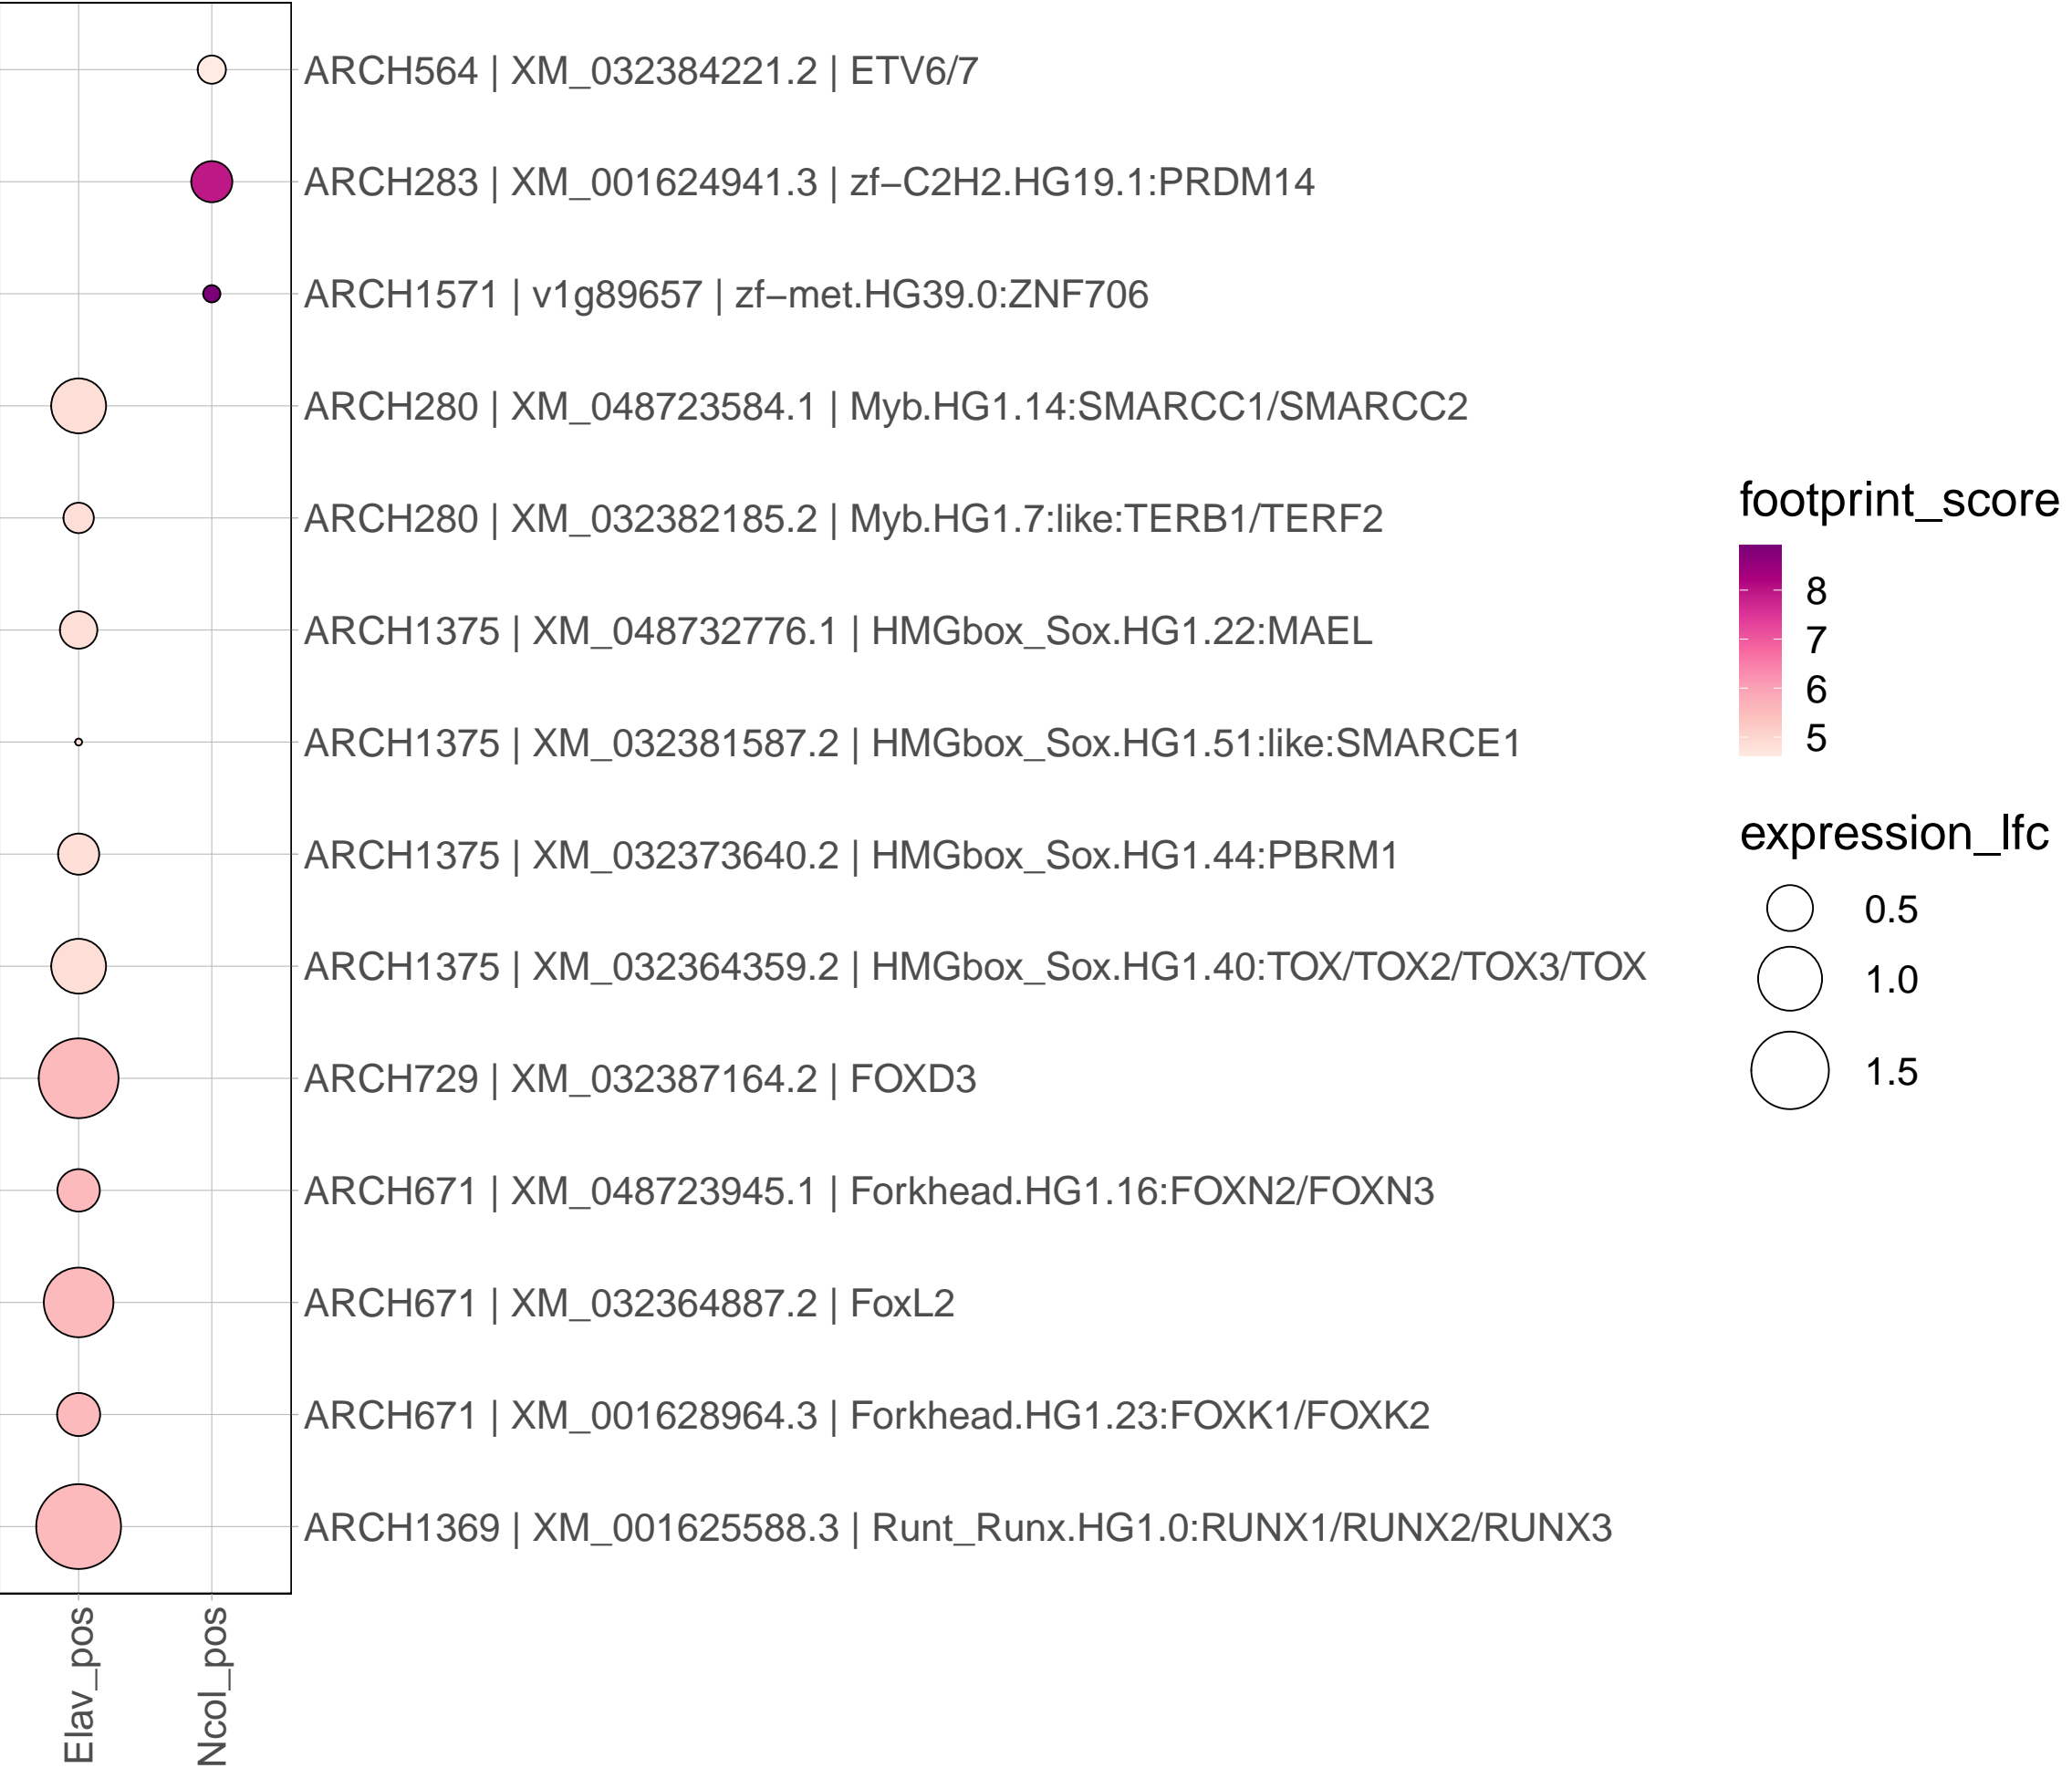 ARCH564 | XM_032384221.2 | ETV6/7
ARCH283 | XM_001624941.3 | zf−C2H2.HG19.1:PRDM14
ARCH1571 | v1g89657 | zf−met.HG39.0:ZNF706
ARCH280 | XM_048723584.1 | Myb.HG1.14:SMARCC1/SMARCC2
ARCH280 | XM_032382185.2 | Myb.HG1.7:like:TERB1/TERF2
ARCH1375 | XM_048732776.1 | HMGbox_Sox.HG1.22:MAEL
ARCH1375 | XM_032381587.2 | HMGbox_Sox.HG1.51:like:SMARCE1
ARCH1375 | XM_032373640.2 | HMGbox_Sox.HG1.44:PBRM1
ARCH1375 | XM_032364359.2 | HMGbox_Sox.HG1.40:TOX/TOX2/TOX3/TOX
ARCH729 | XM_032387164.2 | FOXD3
ARCH671 | XM_048723945.1 | Forkhead.HG1.16:FOXN2/FOXN3
ARCH671 | XM_032364887.2 | FoxL2
ARCH671 | XM_001628964.3 | Forkhead.HG1.23:FOXK1/FOXK2
ARCH1369 | XM_001625588.3 | Runt_Runx.HG1.0:RUNX1/RUNX2/RUNX3
Elav_pos
Ncol_pos
footprint_score
8
7
6
5
expression_lfc
0.5
1.0
1.5